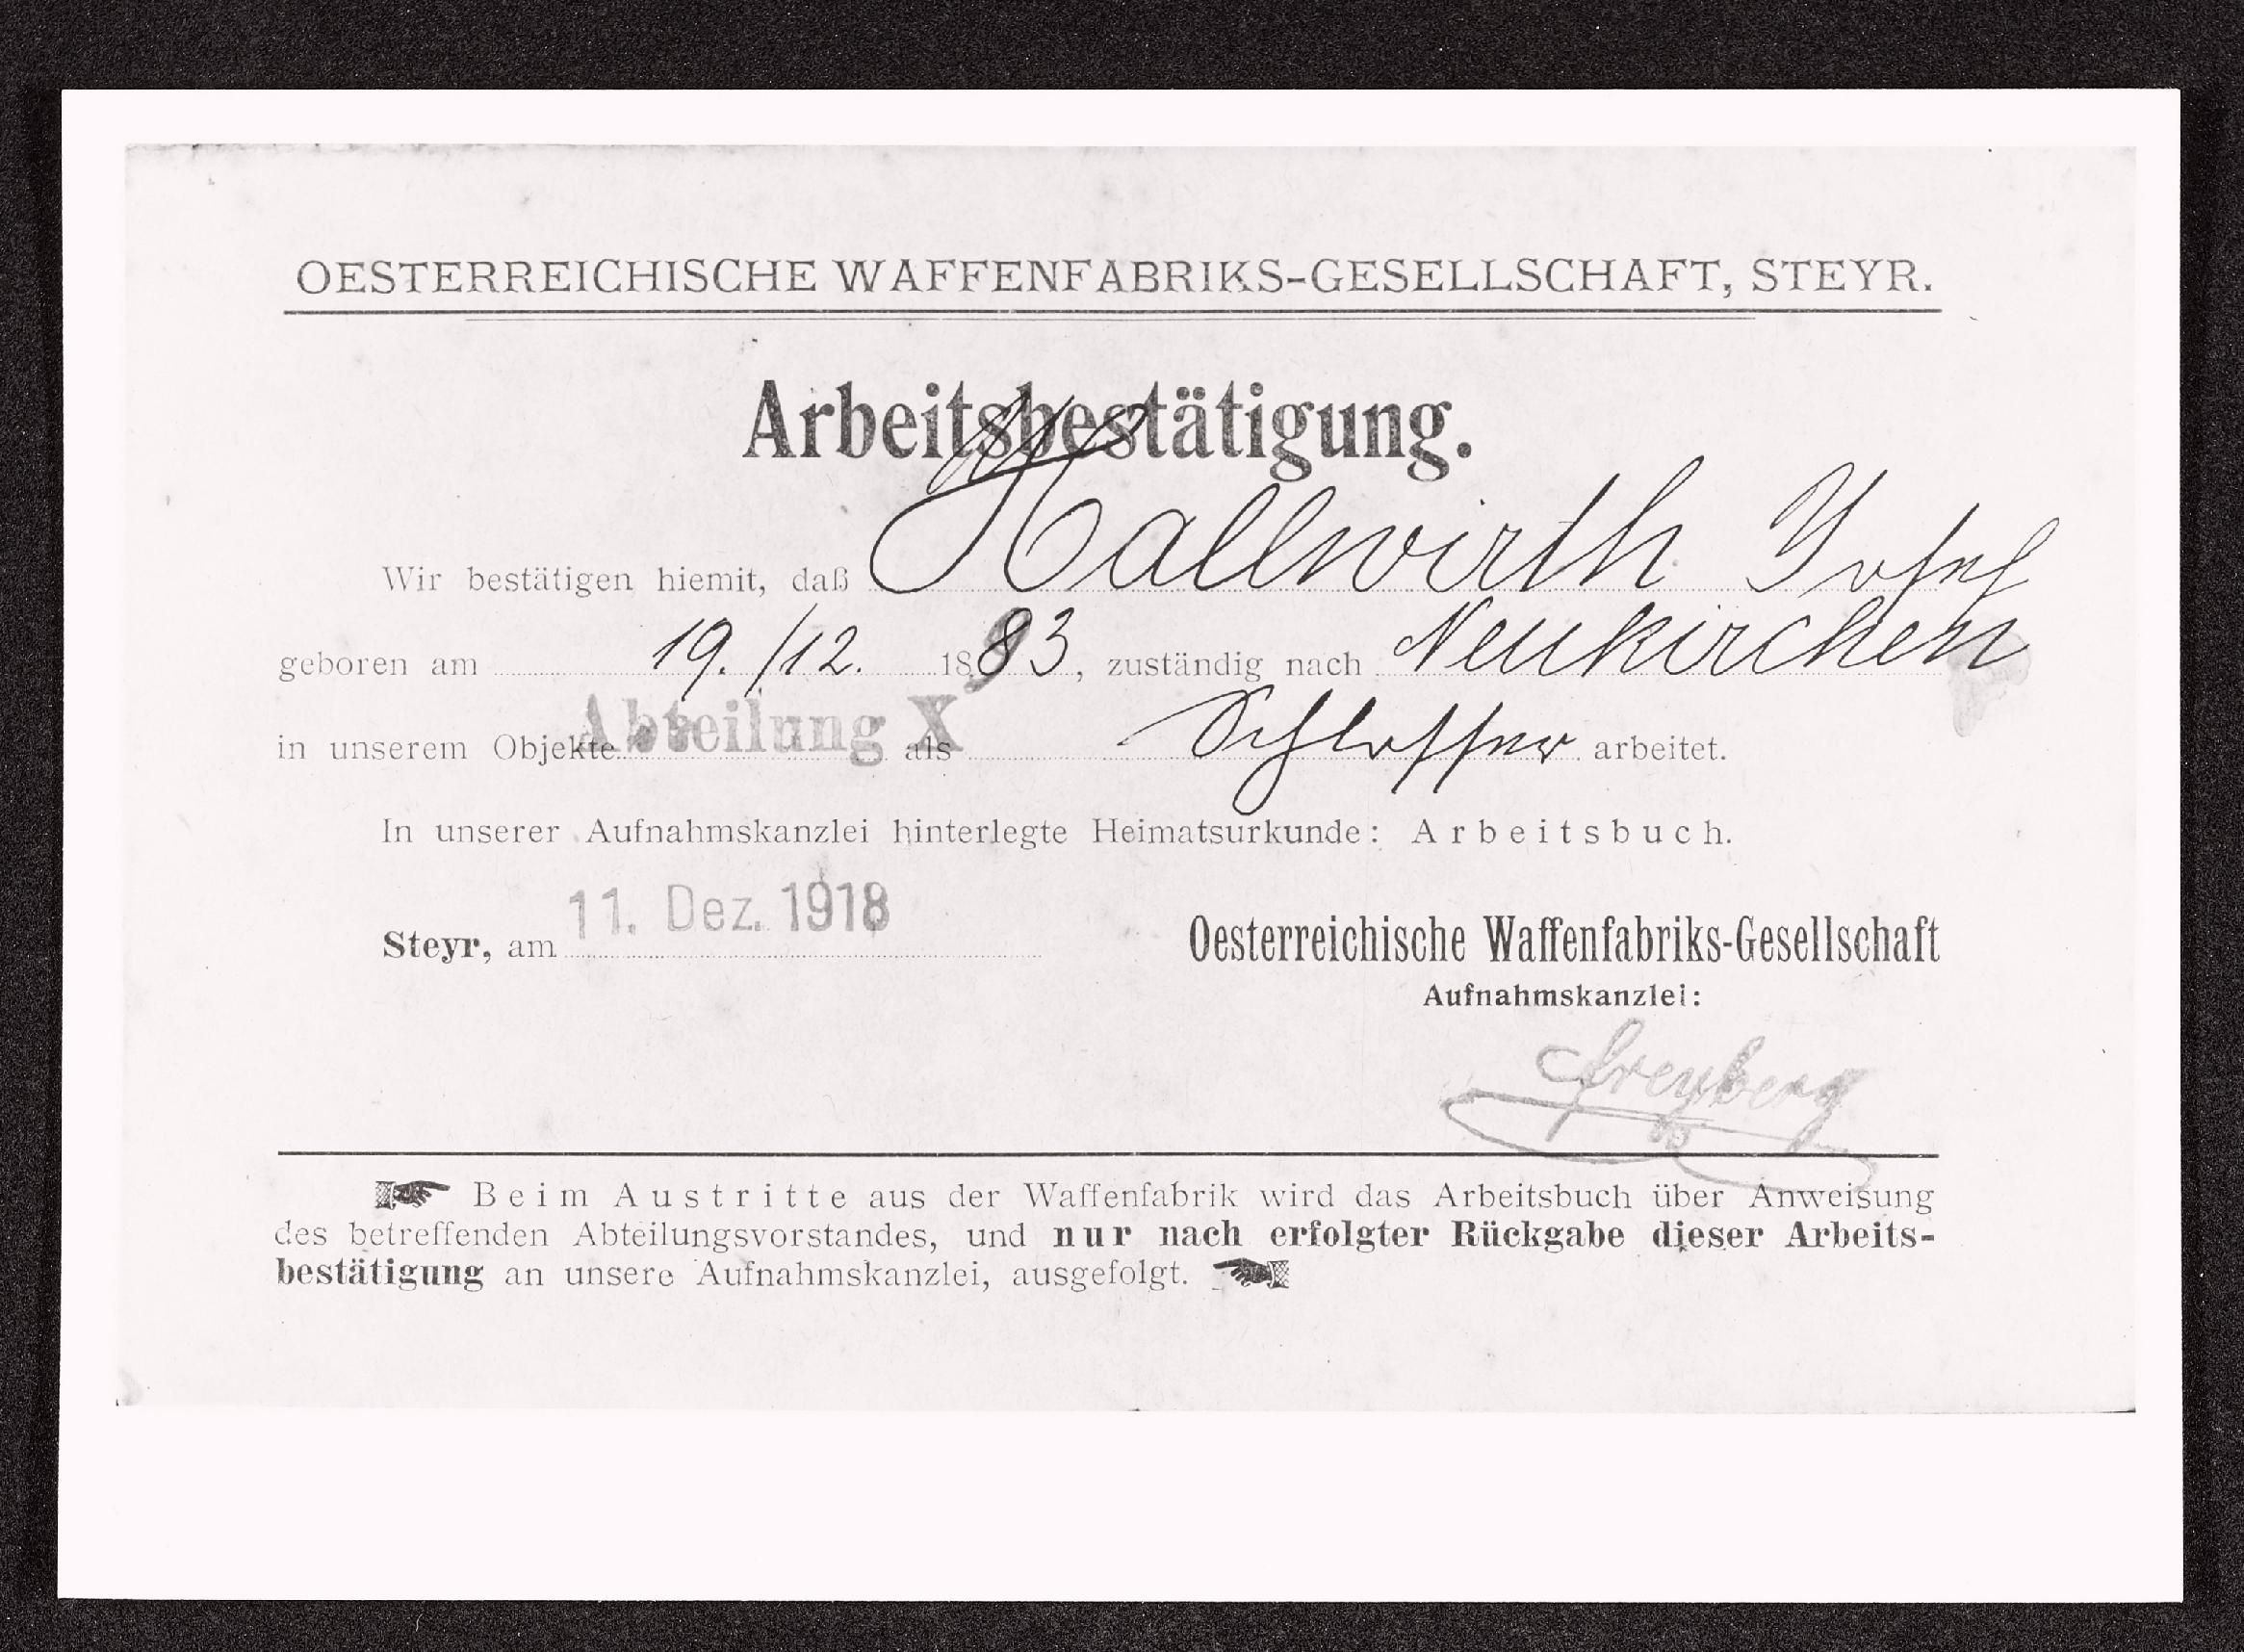 OESTERREICHISCHE WAFFENFABRIKS-GESELLSCHAFT, STEYR.
Arbeitsbestätigung.
Wir bestätigen hiemit, daß Hallwirth Josef
geboren am 19./12. 1883, zuständig nach Neukirchen
in unserem Objekte Abteilung X als Schlosser arbeitet.
In unserer Aufnahmskanzlei hinterlegte Heimatsurkunde: Arbeitsbuch.
Steyr, am 11. Dez. 1918
Oesterreichische Waffenfabriks-Gesellschaft
Aufnahmskanzlei:
Freyberg
Beim Austritte aus der Waffenfabrik wird das Arbeitsbuch über Anweisung
des betreffenden Abteilungsvorstandes, und nur nach erfolgter Rückgabe dieser Arbeits-
bestätigung an unsere Aufnahmskanzlei, ausgefolgt.